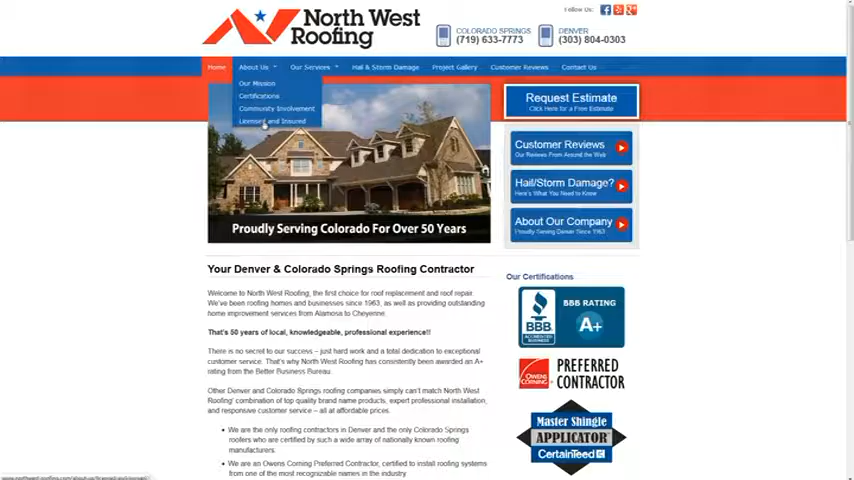 Follow Us:
North West
Roofing
COLORADO SPRINGS
(719) 633-7773
DENVER
(303) 804-0303
Home
About Us
Our Services
Hail & Storm Damage
Project Gallery
Customer Reviews
Contact Us
Our Mission
Certifications
Community Involvement
Licensed and Insured
Request Estimate
Click Here for a Free Estimate
Customer Reviews
Our Reviews From Around the Web
Hail/Storm Damage?
Here's What You Need to Know
About Our Company
Proudly Serving Denver Since 1963
Proudly Serving Colorado For Over 50 Years
Your Denver & Colorado Springs Roofing Contractor
Welcome to North West Roofing, the first choice for roof replacement and roof repair.
We've been roofing homes and businesses since 1963, as well as providing outstanding
home improvement services from Alamosa to Cheyenne.
That's 50 years of local, knowledgeable, professional experience!!
There is no secret to our success – just hard work and a total dedication to exceptional
customer service. That's why North West Roofing has consistently been awarded an A+
rating from the Better Business Bureau.
Other Denver and Colorado Springs roofing companies simply can't match North West
Roofing' combination of top quality brand name products, expert professional installation,
and responsive customer service – all at affordable prices.
We are the only roofing contractors in Denver and the only Colorado Springs
roofers who are certified by such a wide array of nationally known roofing
manufacturers.
We are an Owens Corning Preferred Contractor, certified to install roofing systems
from one of the most recognizable names in the industry
Our Certifications
BBB
ACCREDITED
BUSINESS
BBB RATING
A+
OWENS
CORNING
PREFERRED
CONTRACTOR
Master Shingle
APPLICATOR
CertainTeed